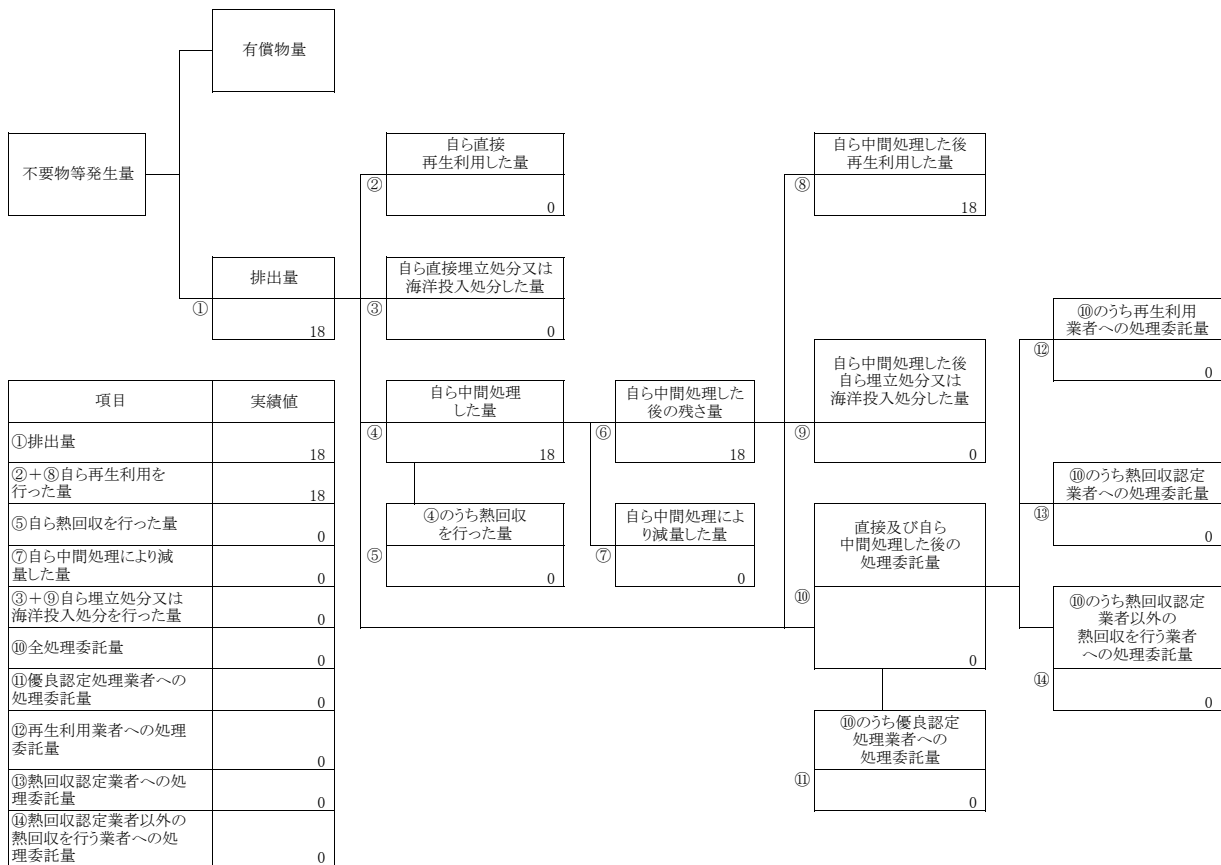 有償物量
不要物等発生量
自ら直接
再生利用した量
②
0
自ら中間処理した後
再生利用した量
⑧
18
排出量
①
18
自ら直接埋立処分又は
海洋投入処分した量
③
0
⑩のうち再生利用
業者への処理委託量
⑫
0
自ら中間処理
した量
④
18
自ら中間処理した
後の残さ量
⑥
18
自ら中間処理した後
自ら埋立処分又は
海洋投入処分した量
⑨
0
⑩のうち熱回収認定
業者への処理委託量
⑬
0
④のうち熱回収
を行った量
⑤
0
自ら中間処理によ
り減量した量
⑦
0
直接及び自ら
中間処理した後の
処理委託量
⑩
0
⑩のうち熱回収認定
業者以外の
熱回収を行う業者
への処理委託量
⑭
0
⑩のうち優良認定
処理業者への
処理委託量
⑪
0
項目 実績値
①排出量 18
②+⑧自ら再生利用を
行った量 18
⑤自ら熱回収を行った量 0
⑦自ら中間処理により減
量した量 0
③+⑨自ら埋立処分又は
海洋投入処分を行った量 0
⑩全処理委託量 0
⑪優良認定処理業者への
処理委託量 0
⑫再生利用業者への処理
委託量 0
⑬熱回収認定業者への処
理委託量 0
⑭熱回収認定業者以外の
熱回収を行う業者への処
理委託量 0